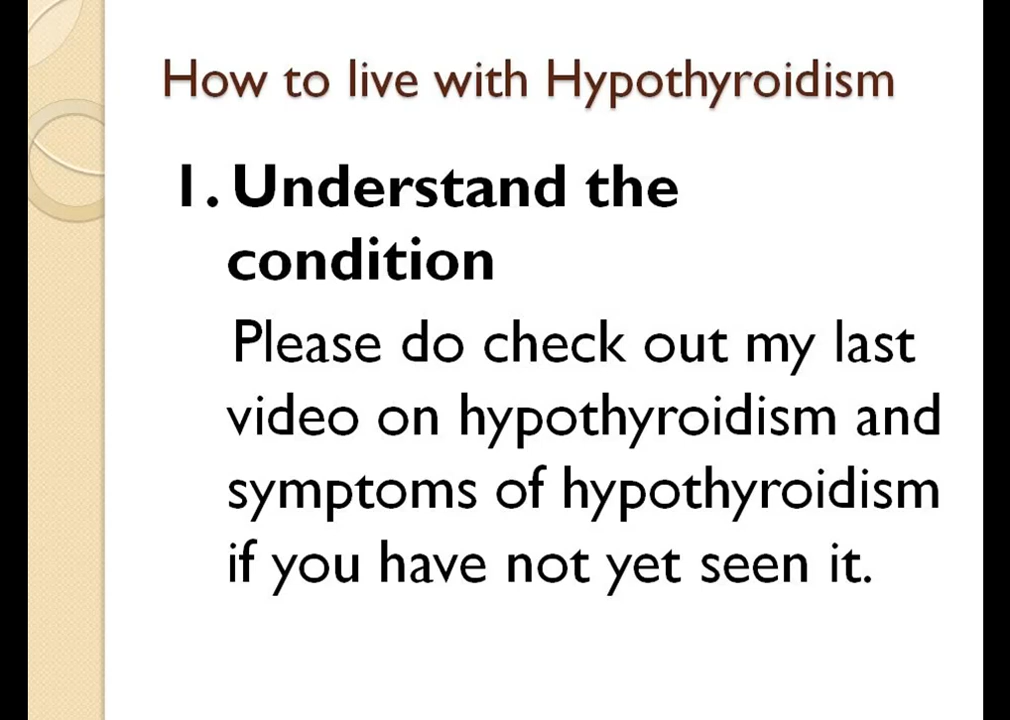 How to live with Hypothyroidism
1. Understand the
condition
Please do check out my last
video on hypothyroidism and
symptoms of hypothyroidism
if you have not yet seen it.